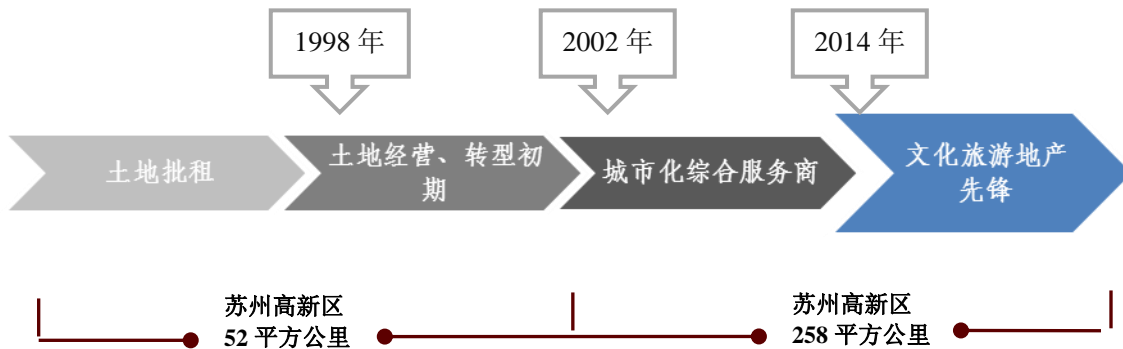 1998 年
2002 年
2014 年
土地批租
土地经营、转型初
期
城市化综合服务商
文化旅游地产
先锋
苏州高新区
52 平方公里
苏州高新区
258 平方公里